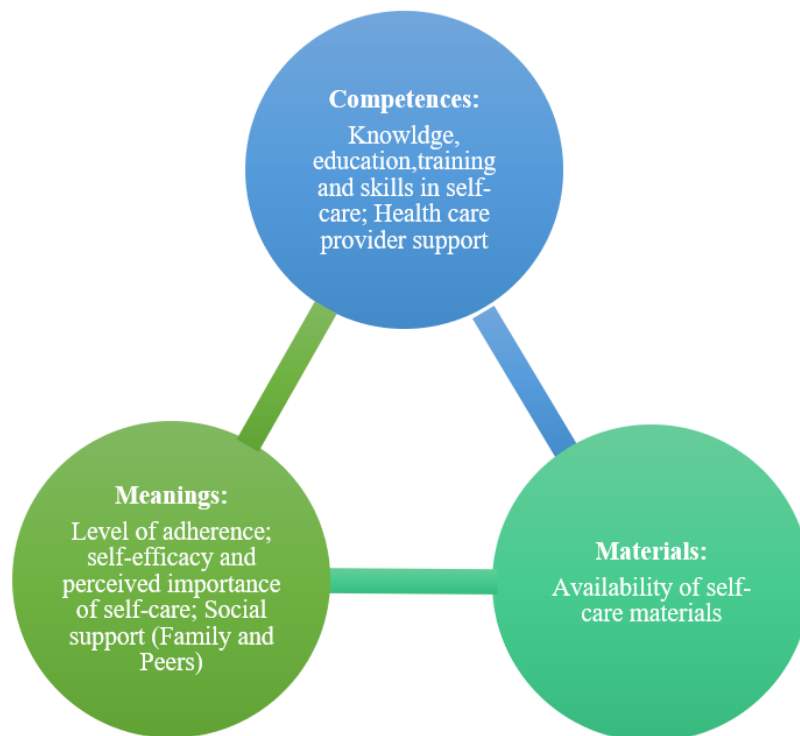 Competences:
Knowldge,
education,training
and skills in self-
care; Health care
provider support
Meanings:
Level of adherence;
self-efficacy and
perceived importance
of self-care; Social
support (Family and
Peers)
Materials:
Availability of self-
care materials